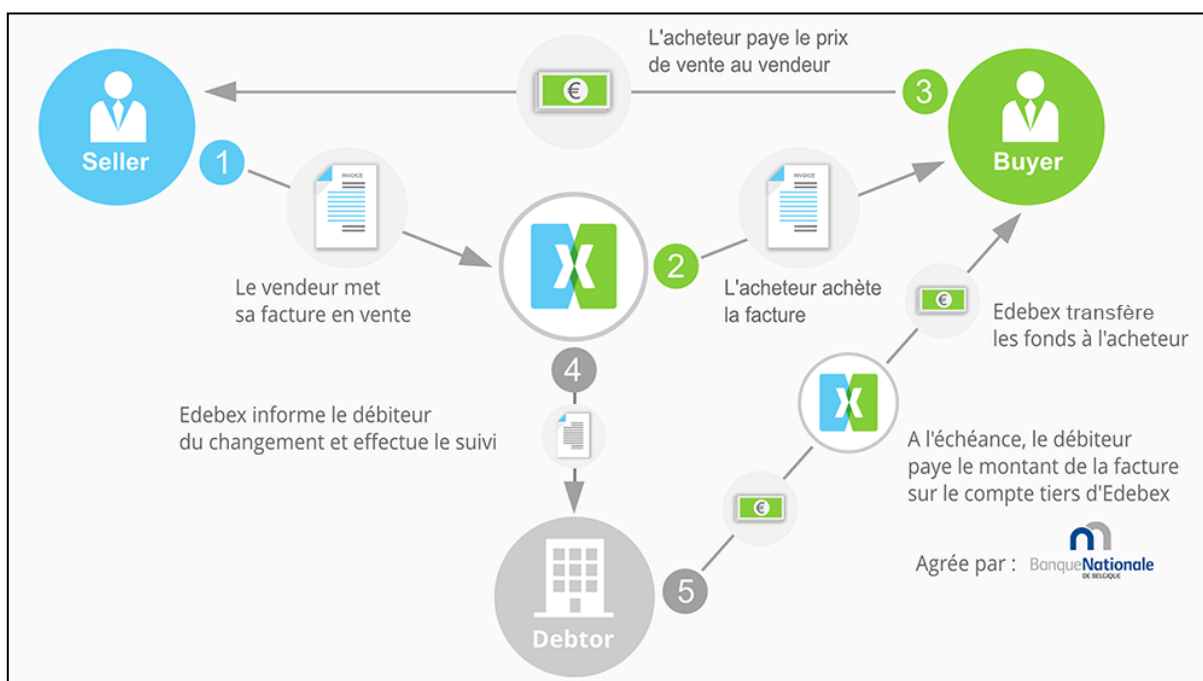 L'acheteur paye le prix
de vente au vendeur
3
Seller
1
Buyer
INVOICE
INVOICE
2
Le vendeur met
sa facture en vente
L'acheteur achète
la facture
Edebex transfère
les fonds à l'acheteur
4
Edebex informe le débiteur
du changement et effectue le suivi
A l'échéance, le débiteur
paye le montant de la facture
sur le compte tiers d'Edebex
Agrée par : BanqueNationale
DE BELGIQUE
5
Debtor